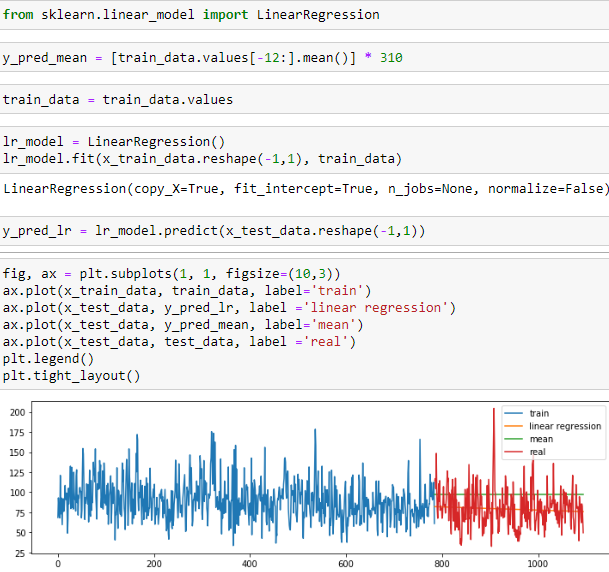 from sklearn.linear_model import LinearRegression
y_pred_mean = [train_data.values[-12:].mean()] * 310
train_data = train_data.values
lr_model = LinearRegression()
lr_model.fit(x_train_data.reshape(-1,1), train_data)
LinearRegression(copy_X=True, fit_intercept=True, n_jobs=None, normalize=False)
y_pred_lr = lr_model.predict(x_test_data.reshape(-1,1))
fig, ax = plt.subplots(1, 1, figsize=(10,3))
ax.plot(x_train_data, train_data, label='train')
ax.plot(x_test_data, y_pred_lr, label ='linear regression')
ax.plot(x_test_data, y_pred_mean, label='mean')
ax.plot(x_test_data, test_data, label ='real')
plt.legend()
plt.tight_layout()
200
175
150
125
100
75
50
25
train
linear regression
mean
real
0
200
400
600
800
1000